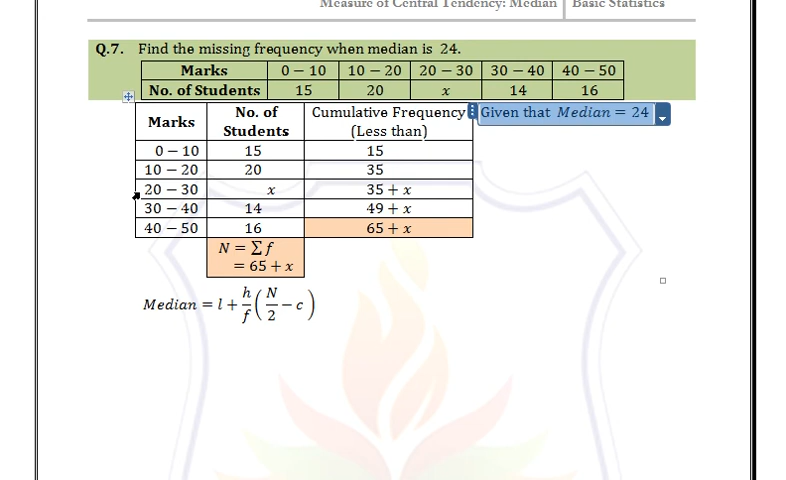 Measure of Central Tendency: Median Basic Statistics
Q.7. Find the missing frequency when median is 24.
Marks 0 – 10 10 – 20 20 – 30 30 – 40 40 – 50
No. of Students 15 20 x 14 16
Marks No. of Students Cumulative Frequency (Less than)
0 – 10 15 15
10 – 20 20 35
20 – 30 x 35 + x
30 – 40 14 49 + x
40 – 50 16 65 + x
N = ∑ f
= 65 + x
Given that Median = 24
Median = l + h/f (N/2 – c)